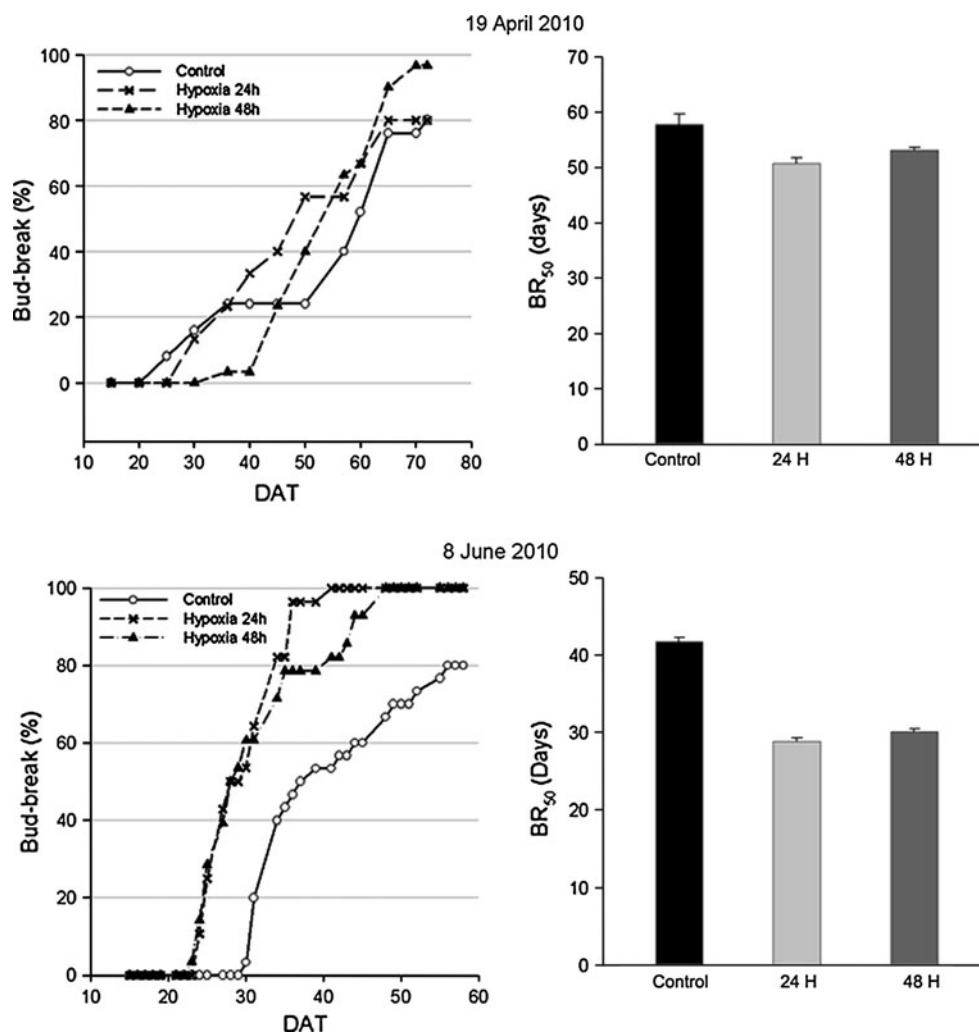 19 April 2010
Bud-break (%)
100
80
60
40
20
0
Control
Hypoxia 24h
Hypoxia 48h
10 20 30 40 50 60 70 80
DAT
BR50 (days)
70
60
50
40
30
20
10
0
Control 24 H 48 H
8 June 2010
Bud-break (%)
100
80
60
40
20
0
Control
Hypoxia 24h
Hypoxia 48h
10 20 30 40 50 60
DAT
BR50 (Days)
50
40
30
20
10
0
Control 24 H 48 H